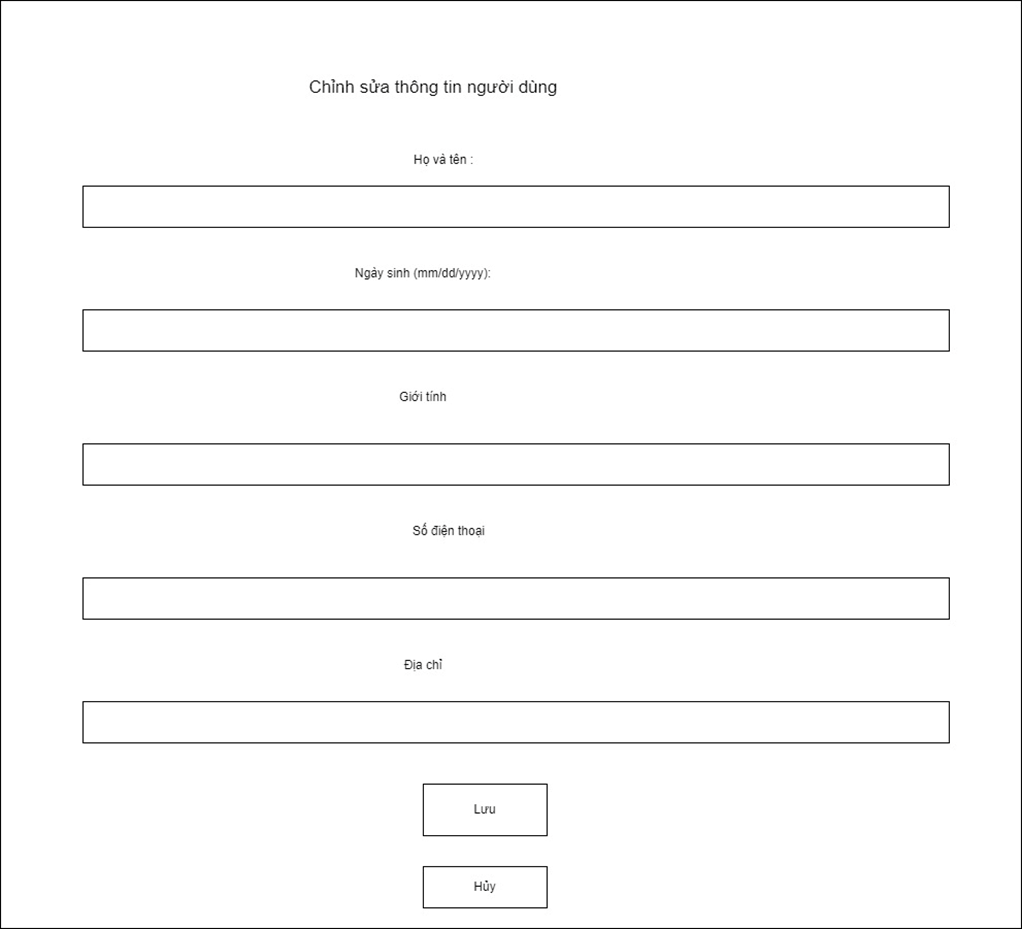 Chỉnh sửa thông tin người dùng
Họ và tên :
Ngày sinh (mm/dd/yyyy):
Giới tính
Số điện thoại
Địa chỉ
Lưu
Hủy